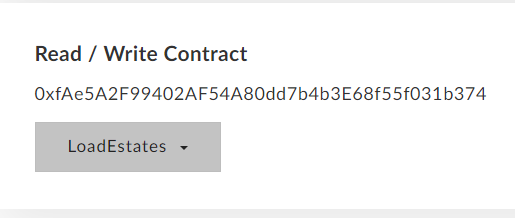 Read / Write Contract
0xfAe5A2F99402AF54A80dd7b4b3E68f55f031b374
LoadEstates